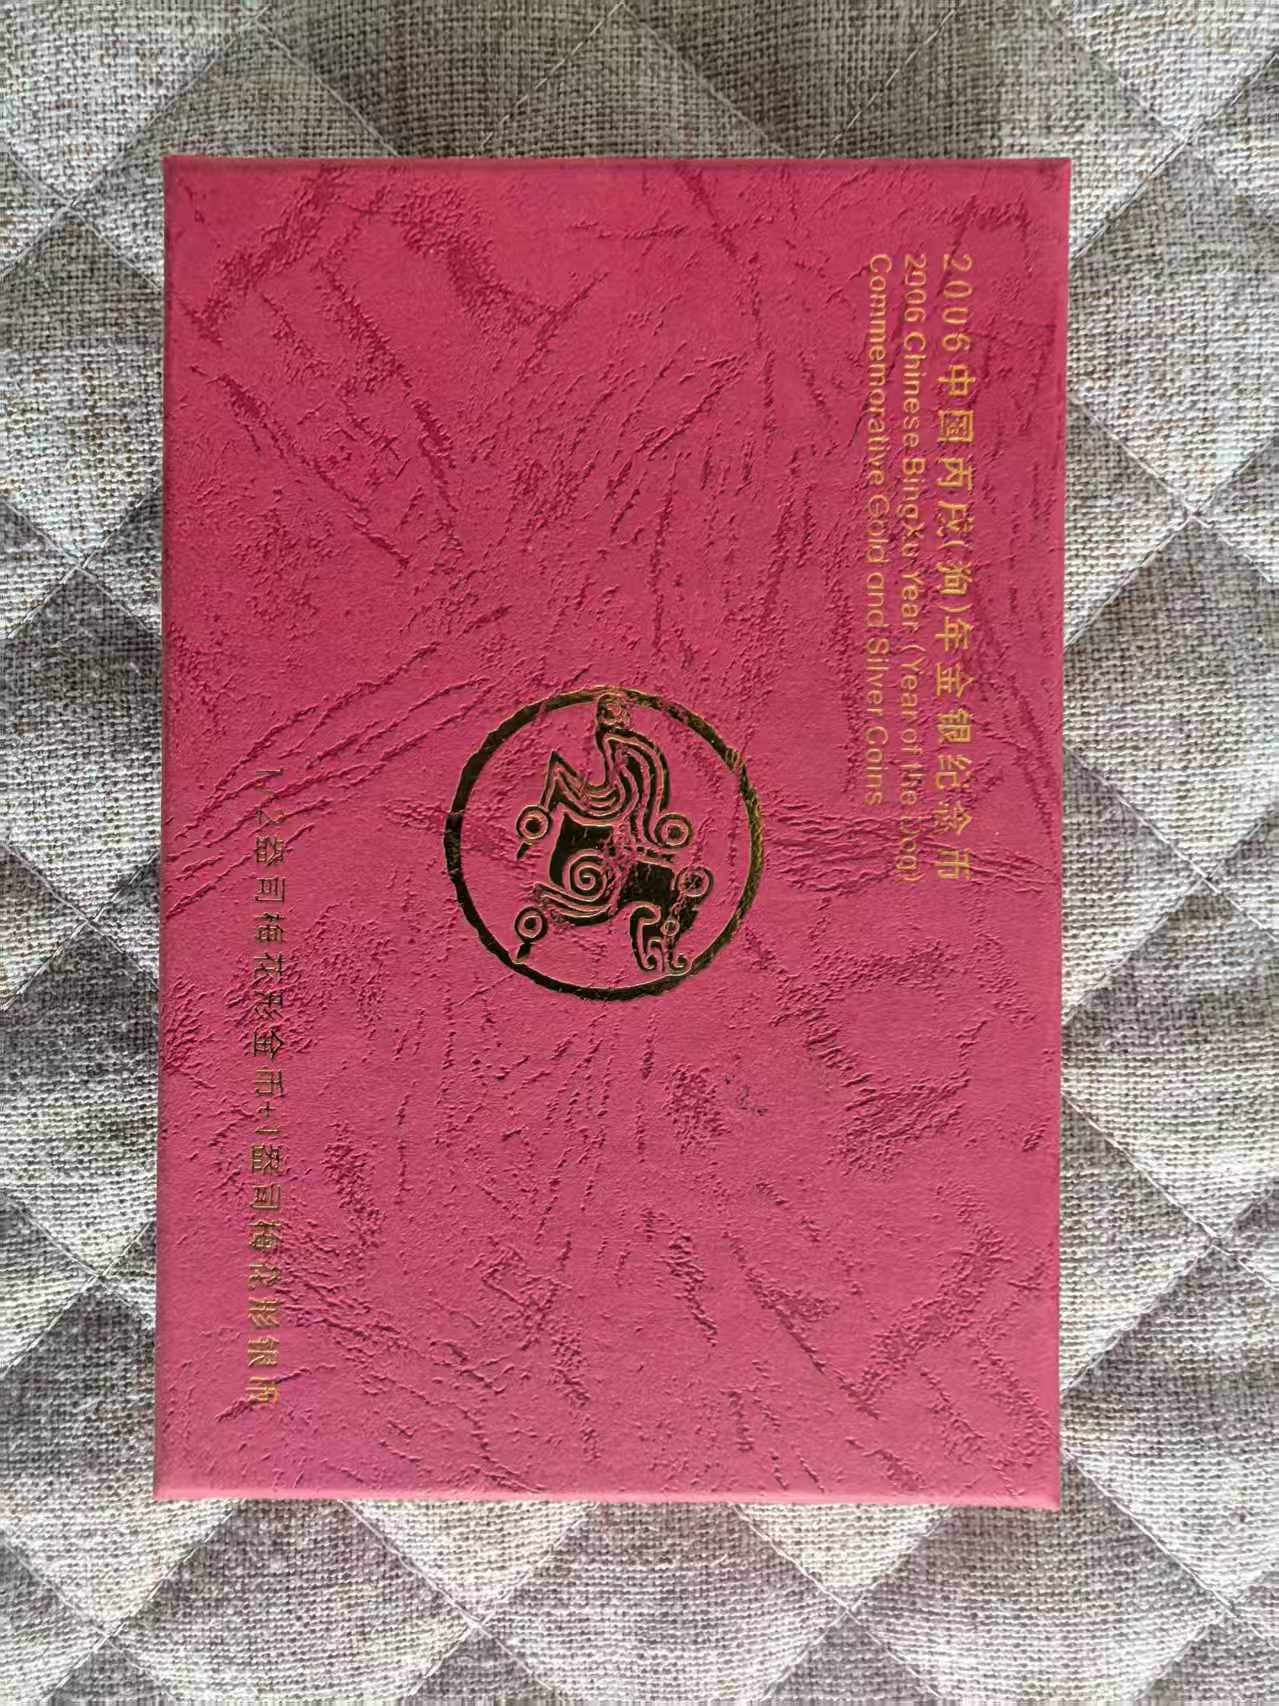 2006中国丙戌(狗)年金银纪念币
2006 Chinese BingXu Year (Year of the Dog)
Commemorative Gold and Silver Coins
1/2盎司梅花形金币+1盎司梅花形银币